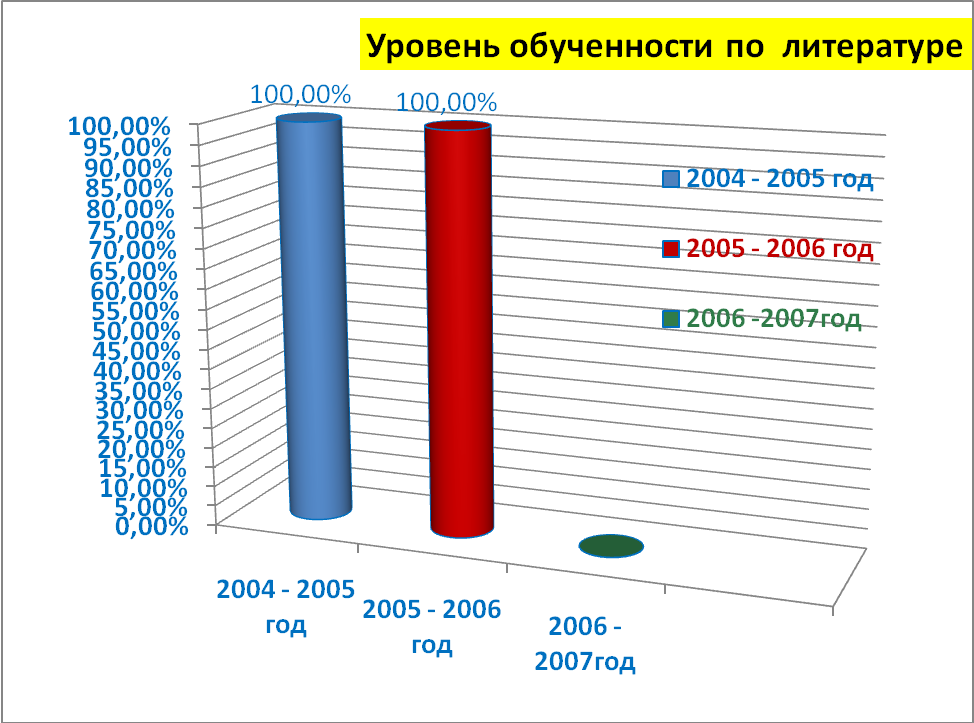 Уровень обученности по литературе
100,00%
100,00%
100,00%
95,00%
90,00%
85,00%
80,00%
75,00%
70,00%
65,00%
60,00%
55,00%
50,00%
45,00%
40,00%
35,00%
30,00%
25,00%
20,00%
15,00%
10,00%
5,00%
0,00%
2004 - 2005 год
2005 - 2006 год
2006 -2007год
2004 - 2005
год
2005 - 2006
год
2006 -
2007год